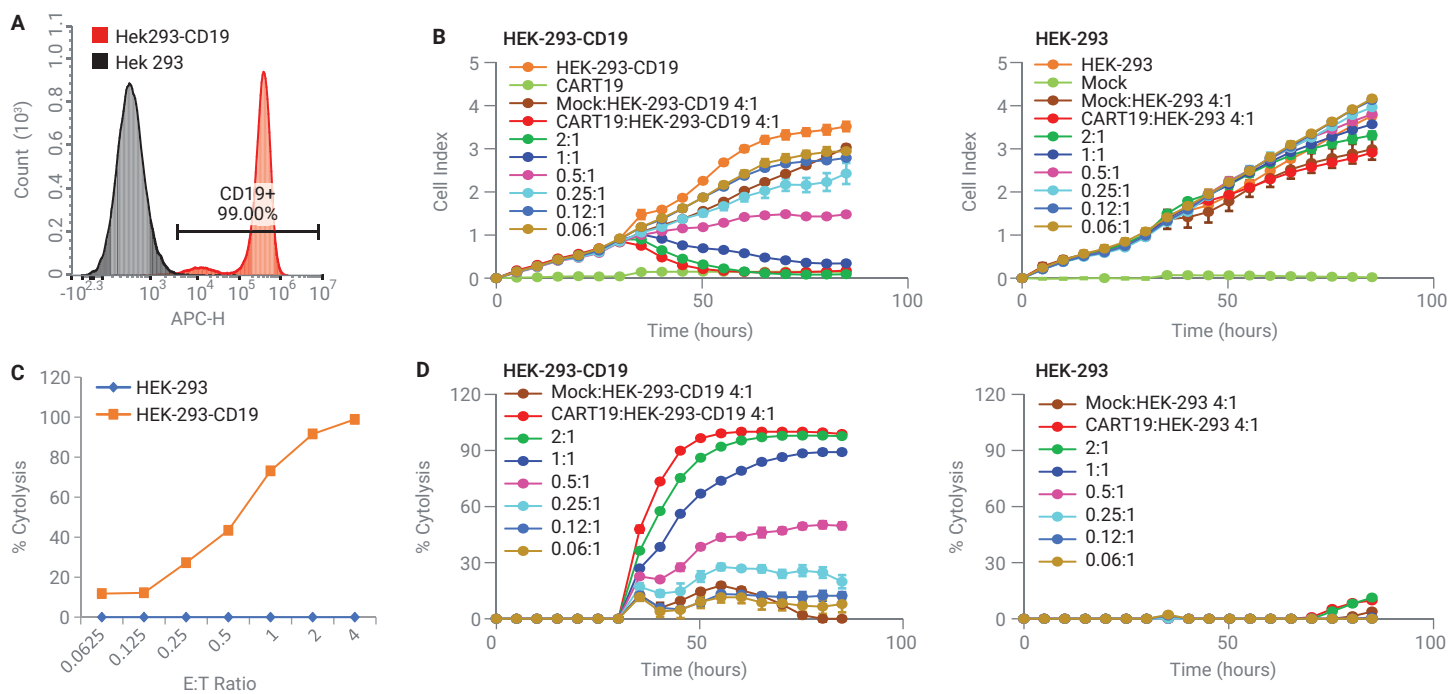 A
Hek293-CD19
Hek 293
Count (10³)
0 0.2 0.4 0.6 0.8 1.0 1.1
CD19+
99.00%
-10^2.3 10^3 10^4 10^5 10^6 10^7
APC-H
B
HEK-293-CD19
HEK-293-CD19
CART19
Mock:HEK-293-CD19 4:1
CART19:HEK-293-CD19 4:1
2:1
1:1
0.5:1
0.25:1
0.12:1
0.06:1
Cell Index
5
4
3
2
1
0
0 50 100
Time (hours)
HEK-293
HEK-293
Mock
Mock:HEK-293 4:1
CART19:HEK-293 4:1
2:1
1:1
0.5:1
0.25:1
0.12:1
0.06:1
Cell Index
5
4
3
2
1
0
0 50 100
Time (hours)
C
HEK-293
HEK-293-CD19
% Cytolysis
120
100
80
60
40
20
0
0.0625 0.125 0.25 0.5 1 2 4
E:T Ratio
D
HEK-293-CD19
Mock:HEK-293-CD19 4:1
CART19:HEK-293-CD19 4:1
2:1
1:1
0.5:1
0.25:1
0.12:1
0.06:1
% Cytolysis
120
90
60
30
0
0 50 100
Time (hours)
HEK-293
Mock:HEK-293 4:1
CART19:HEK-293 4:1
2:1
1:1
0.5:1
0.25:1
0.12:1
0.06:1
% Cytolysis
120
90
60
30
0
0 50 100
Time (hours)